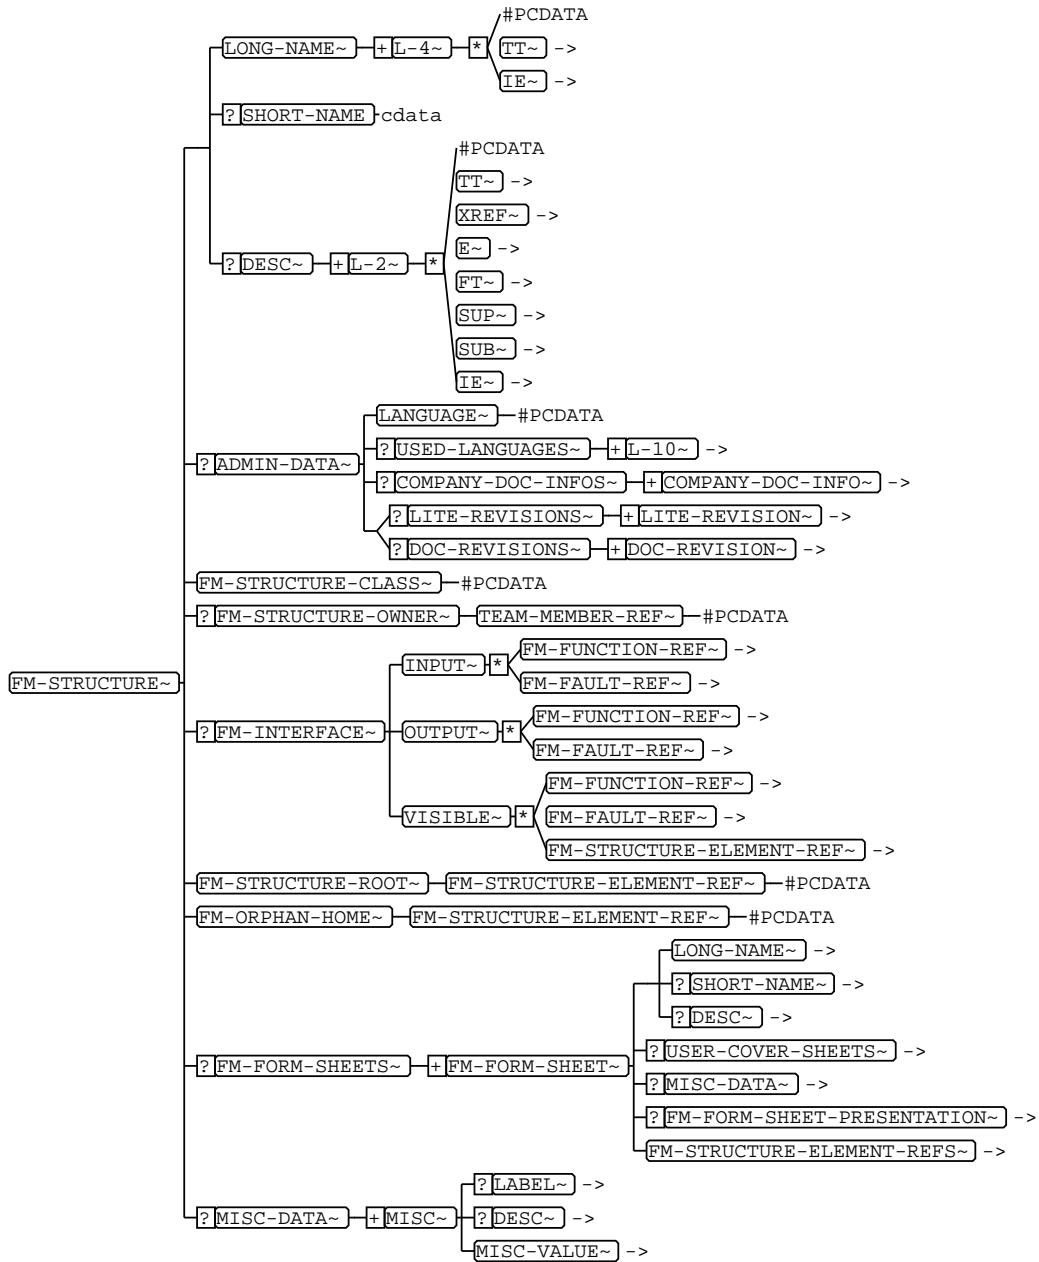 #PCDATA
LONG-NAME~ + L-4~ * TT~ ->
IE~ ->
? SHORT-NAME cdata
#PCDATA
TT~ ->
XREF~ ->
E~ ->
? DESC~ + L-2~ *
FT~ ->
SUP~ ->
SUB~ ->
IE~ ->
LANGUAGE~ #PCDATA
? USED-LANGUAGES~ + L-10~ ->
? ADMIN-DATA~
? COMPANY-DOC-INFOS~ + COMPANY-DOC-INFO~ ->
? LITE-REVISIONS~ + LITE-REVISION~ ->
? DOC-REVISIONS~ + DOC-REVISION~ ->
FM-STRUCTURE-CLASS~ #PCDATA
? FM-STRUCTURE-OWNER~ TEAM-MEMBER-REF~ #PCDATA
FM-FUNCTION-REF~ ->
INPUT~ *
FM-STRUCTURE~ FM-FAULT-REF~ ->
FM-FUNCTION-REF~ ->
? FM-INTERFACE~ OUTPUT~ *
FM-FAULT-REF~ ->
FM-FUNCTION-REF~ ->
VISIBLE~ * FM-FAULT-REF~ ->
FM-STRUCTURE-ELEMENT-REF~ ->
FM-STRUCTURE-ROOT~ FM-STRUCTURE-ELEMENT-REF~ #PCDATA
FM-ORPHAN-HOME~ FM-STRUCTURE-ELEMENT-REF~ #PCDATA
LONG-NAME~ ->
? SHORT-NAME~ ->
? DESC~ ->
? USER-COVER-SHEETS~ ->
? FM-FORM-SHEETS~ + FM-FORM-SHEET~
? MISC-DATA~ ->
? FM-FORM-SHEET-PRESENTATION~ ->
FM-STRUCTURE-ELEMENT-REFS~ ->
? LABEL~ ->
? MISC-DATA~ + MISC~ ? DESC~ ->
MISC-VALUE~ ->